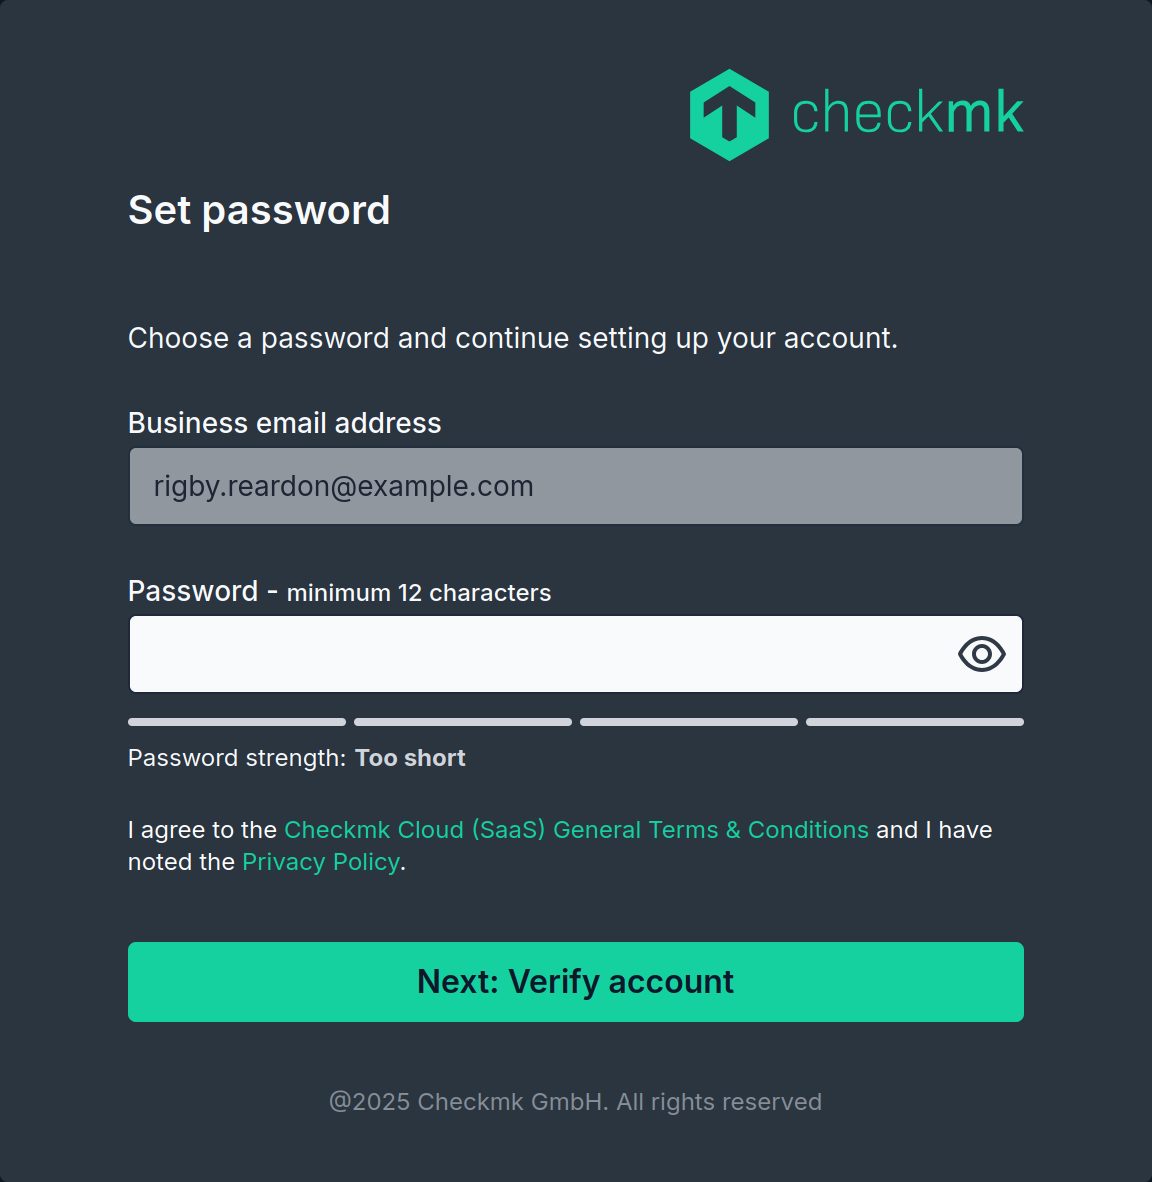 checkmk
Set password
Choose a password and continue setting up your account.
Business email address
rigby.reardon@example.com
Password - minimum 12 characters
Password strength: Too short
I agree to the Checkmk Cloud (SaaS) General Terms & Conditions and I have
noted the Privacy Policy.
Next: Verify account
@2025 Checkmk GmbH. All rights reserved